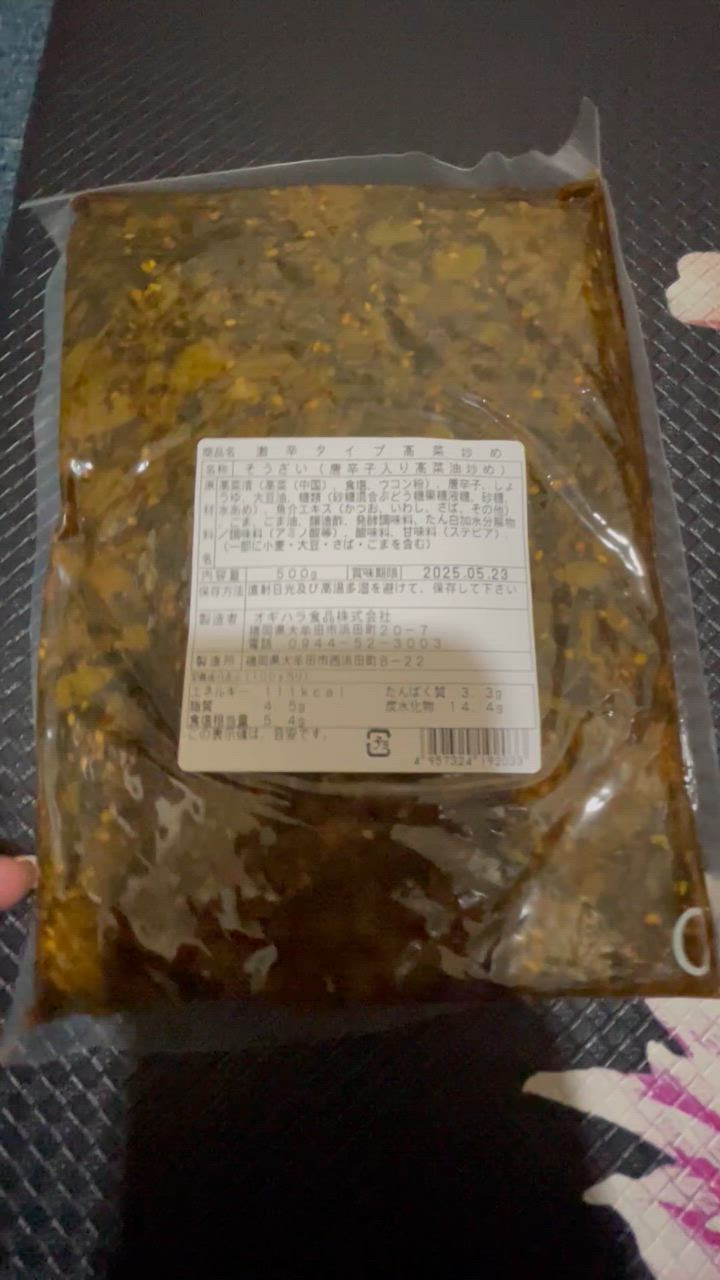 商品名 激辛タイプ高菜炒め
名称 そうざい(唐辛子入り高菜油炒め)
原材料名
高菜漬(高菜(中国)、食塩、ウコン粉)、唐辛子、しょ
うゆ、大豆油、糖類(砂糖混合ぶどう糖果糖液糖、砂糖、
水あめ)、魚介エキス(かつお、いわし、さば、その他)
、ごま、ごま油、醸造酢、発酵調味料、たん白加水分解物
/調味料(アミノ酸等)、酸味料、甘味料(ステビア)、
(一部に小麦・大豆・さば・ごまを含む)
内容量 500g 賞味期限 2025.05.23
保存方法 直射日光及び高温多湿を避けて、保存して下さい
製造者 オギハラ食品株式会社
福岡県大牟田市浜田町20-7
電話 0944-52-3003
製造所 福岡県大牟田市西浜田町8-22
エネルギー 111kcal たんぱく質 3.3g
脂質 4.5g 炭水化物 14.4g
食塩相当量 5.4g
この表示値は、目安です。
プラ
4957324192033